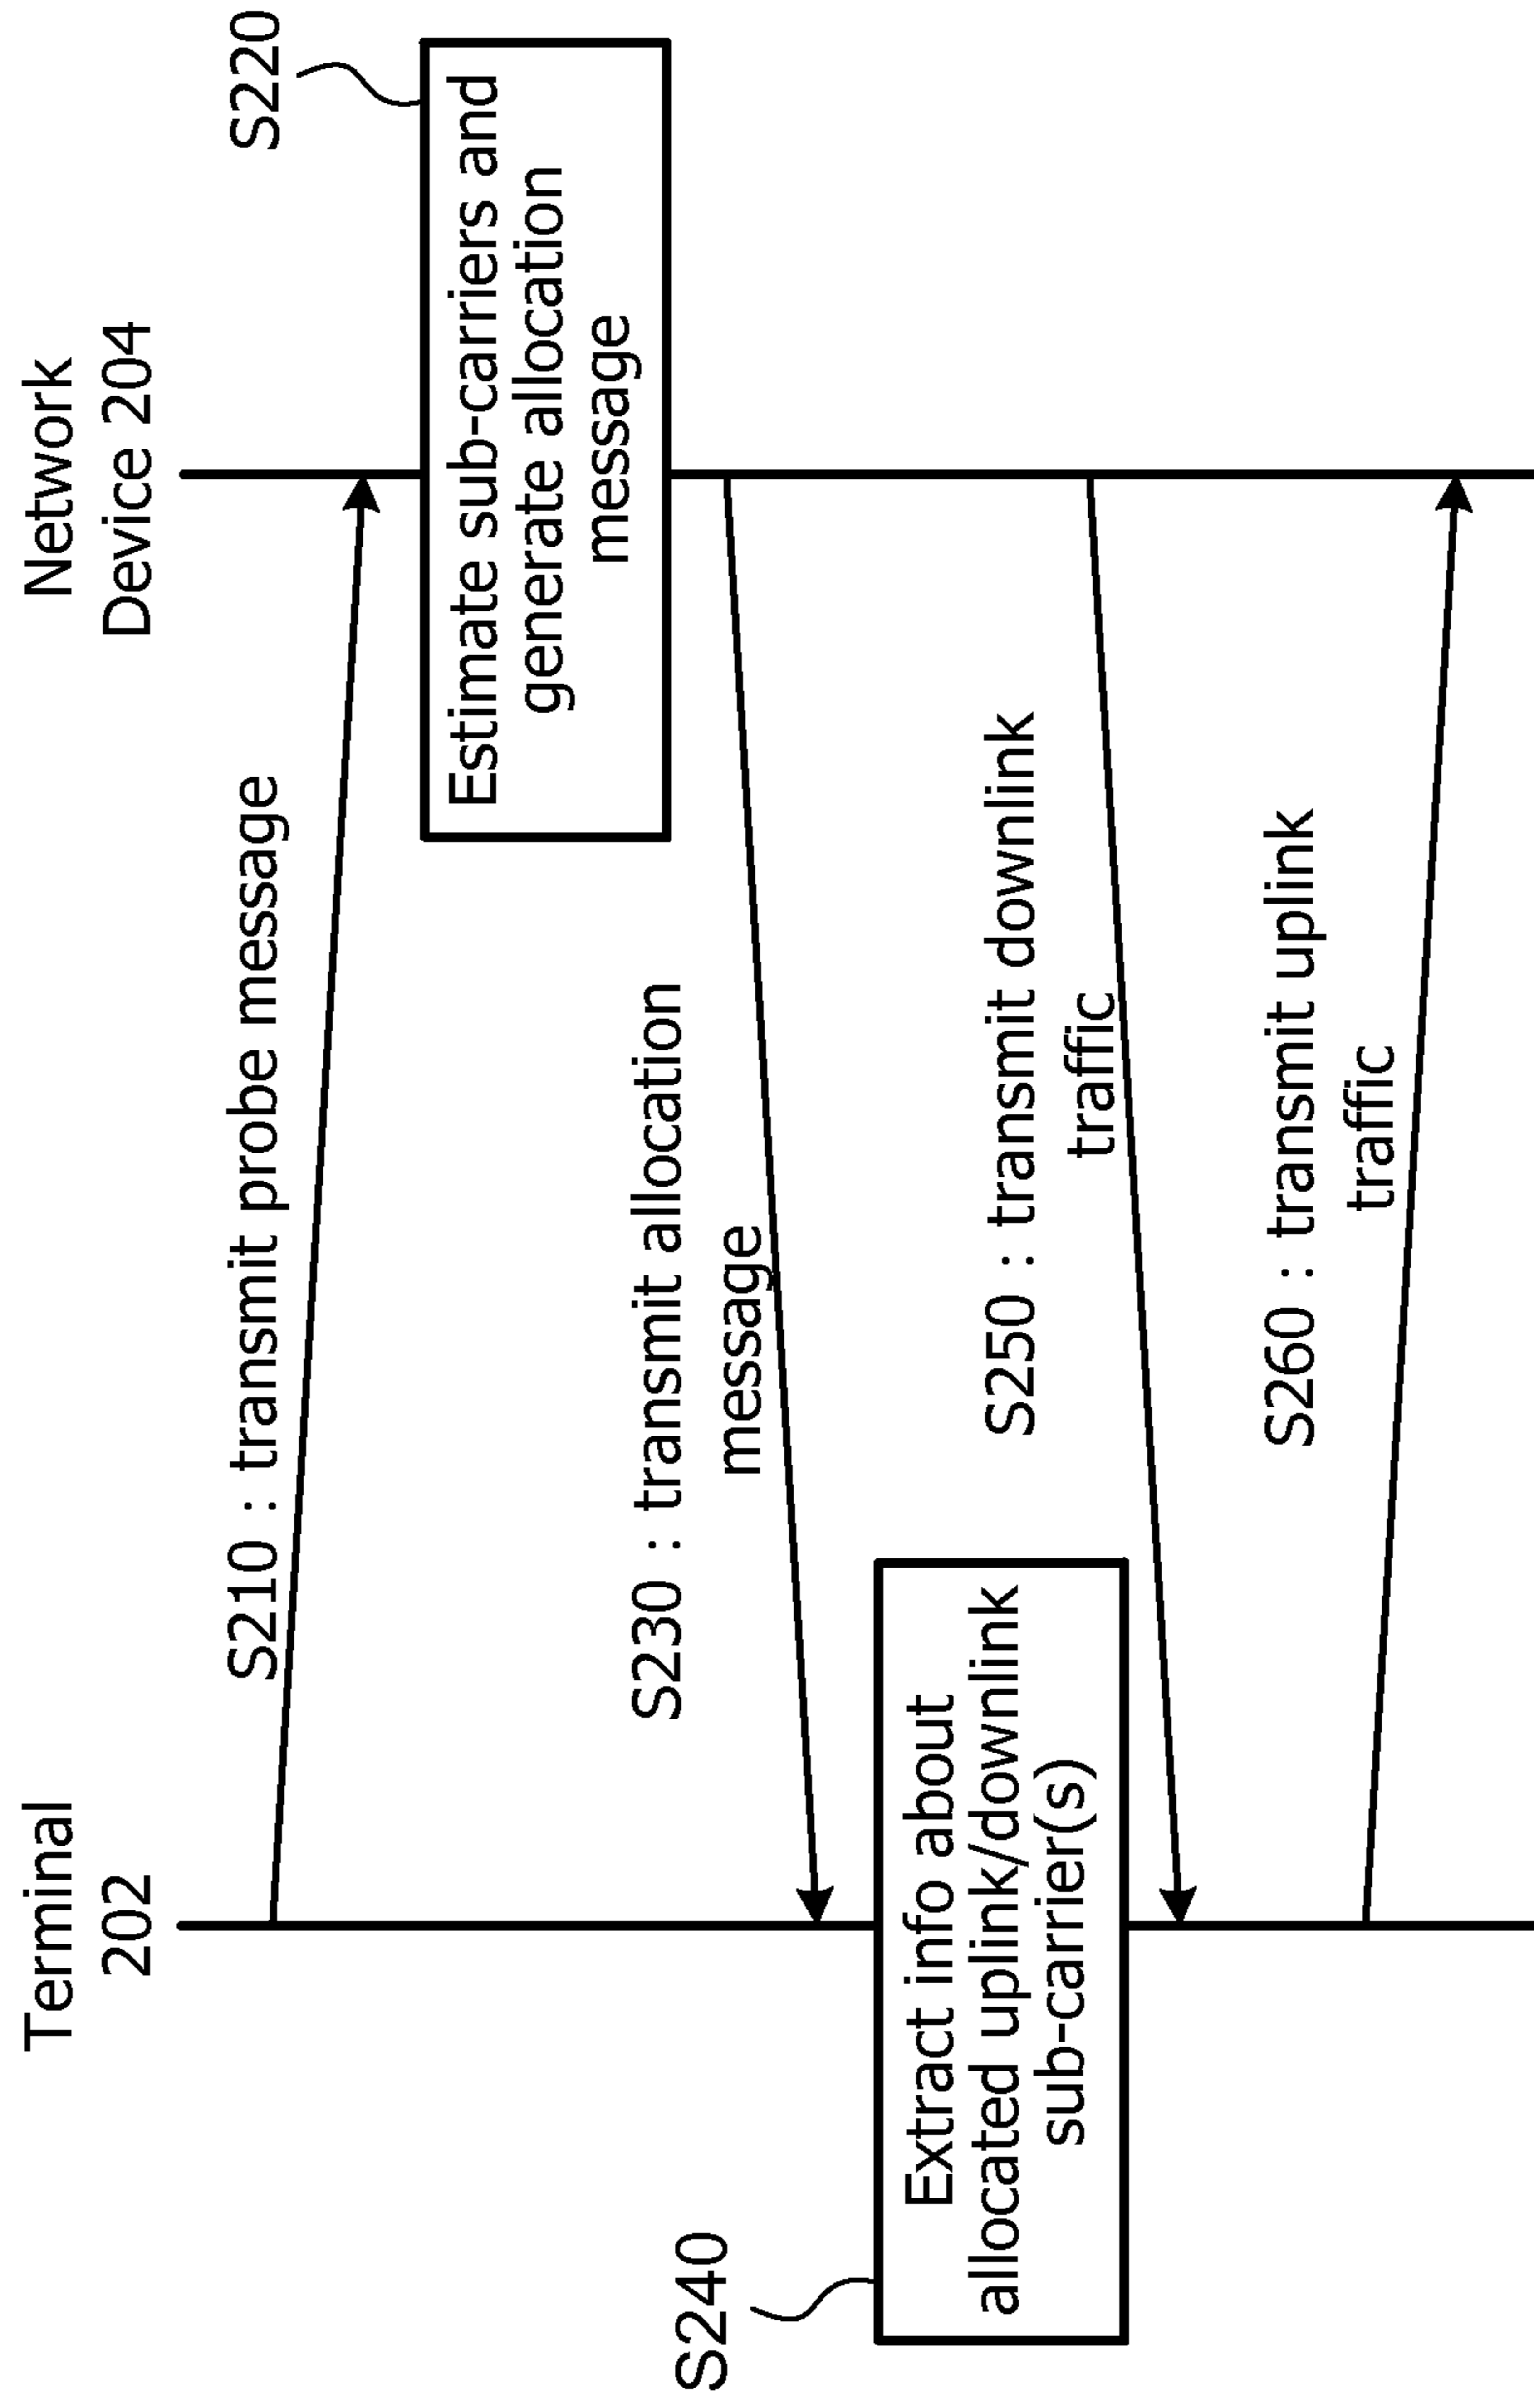 Terminal
202
Network
Device 204
S210 : transmit probe message
S220
Estimate sub-carriers and
generate allocation
message
S230 : transmit allocation
message
S240
Extract info about
allocated uplink/downlink
sub-carrier(s)
S250 : transmit downlink
traffic
S260 : transmit uplink
traffic